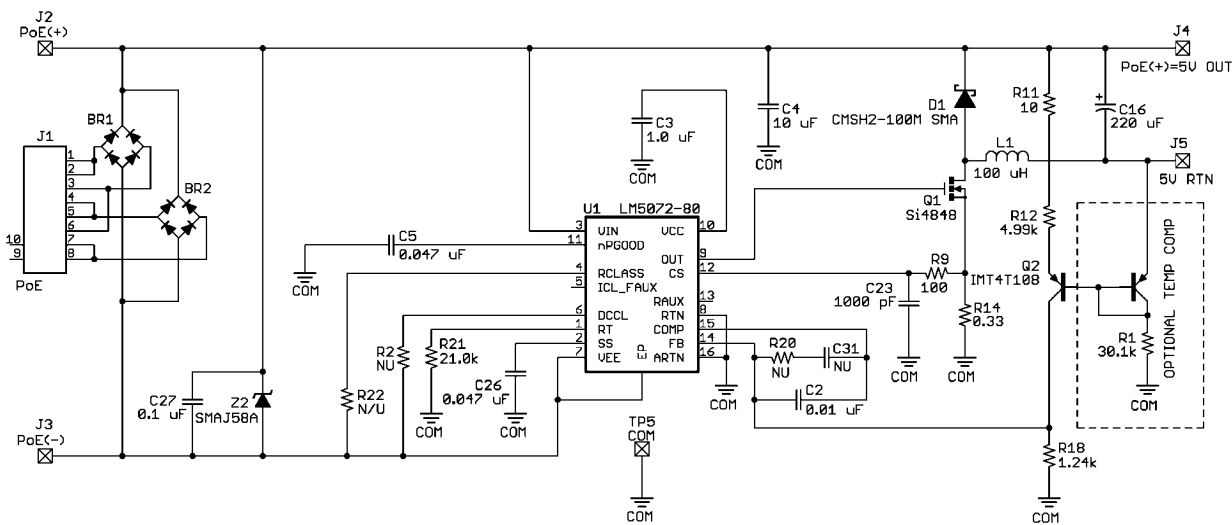 J2
PoE(+)
J4
PoE(+)=5V OUT
BR1
J1
1
2
3
4
5
6
7
8
10
9
PoE
BR2
C3
1.0 uF
COM
C4
10 uF
COM
D1
CMSH2-100M SMA
R11
10
C16
220 uF
L1
100 uH
J5
5V RTN
Q1
Si4848
U1 LM5072-80
3 VIN
11 nPGOOD
4 RCLASS
5 ICL_FAUX
6 DCCL
1 RT
2 SS
7 VEE
EP
VCC 10
OUT 9
CS 12
RAUX 13
RTN 8
COMP 15
FB 14
ARTN 16
C5
0.047 uF
COM
R9
100
C23
1000 pF
COM
R14
0.33
COM
R12
4.99k
Q2
IMT4T108
R1
30.1k
COM
OPTIONAL TEMP COMP
R2
NU
R21
21.0k
COM
R22
N/U
C26
0.047 uF
COM
COM
R20
NU
C31
NU
C2
0.01 uF
C27
0.1 uF
Z2
SMAJ58A
J3
PoE(-)
TP5
COM
COM
R18
1.24k
COM